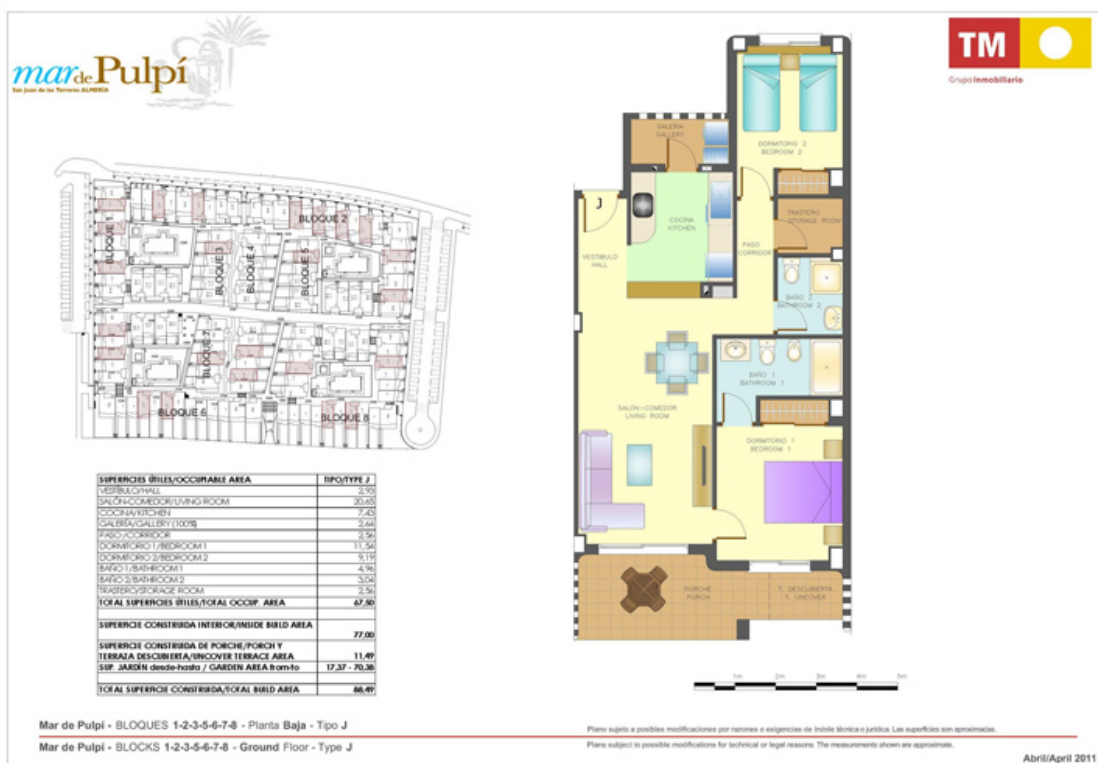 mar de Pulpí
San Juan de los Terreros ALMERÍA
TM
Grupo Inmobiliario
BLOQUE 1
BLOQUE 2
BLOQUE 3
BLOQUE 4
BLOQUE 5
BLOQUE 7
BLOQUE 6
BLOQUE 8
GALERIA
GALLERY
DORMITORIO 2
BEDROOM 2
J
COCINA
KITCHEN
TRASTERO
STORAGE ROOM
VESTIBULO
HALL
PASO
CORRIDOR
BAÑO 2
BATHROOM 2
BAÑO 1
BATHROOM 1
SALON-COMEDOR
LIVING ROOM
DORMITORIO 1
BEDROOM 1
PORCHE
PORCH
T. DESCUBIERTA
T. UNCOVER
1m 2m 3m 4m 5m
SUPERFICIES ÚTILES/OCCUPIABLE AREA TIPO/TYPE J
VESTÍBULO/HALL 2,93
SALÓN-COMEDOR/LIVING ROOM 20,65
COCINA/KITCHEN 7,43
GALERÍA/GALLERY (100%) 2,64
PASO/CORRIDOR 2,56
DORMITORIO 1/BEDROOM 1 11,54
DORMITORIO 2/BEDROOM 2 9,19
BAÑO 1/BATHROOM 1 4,96
BAÑO 2/BATHROOM 2 3,04
TRASTERO/STORAGE ROOM 2,56
TOTAL SUPERFICIES ÚTILES/TOTAL OCCUP. AREA 67,50
SUPERFICIE CONSTRUIDA INTERIOR/INSIDE BUILD AREA
77,00
SUPERFICIE CONSTRUIDA DE PORCHE/PORCH Y
TERRAZA DESCUBIERTA/UNCOVER TERRACE AREA 11,49
SUP. JARDÍN desde-hasta / GARDEN AREA from-to 17,37 - 70,38
TOTAL SUPERFICIE CONSTRUIDA/TOTAL BUILD AREA 88,49
Mar de Pulpí - BLOQUES 1-2-3-5-6-7-8 - Planta Baja - Tipo J
Mar de Pulpí - BLOCKS 1-2-3-5-6-7-8 - Ground Floor - Type J
Plano sujeto a posibles modificaciones por razones o exigencias de índole técnica o jurídica. Las superficies son aproximadas.
Plans subject to possible modifications for technical or legal reasons. The measurements shown are approximate.
Abril/April 2011